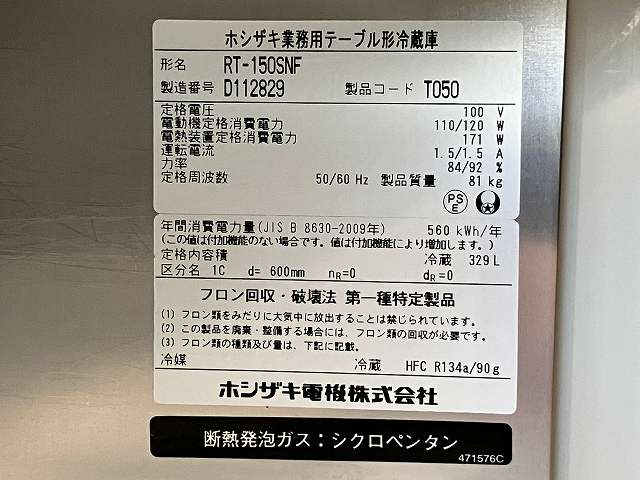 ホシザキ業務用テーブル形冷蔵庫
形名 RT-150SNF
製造番号 D112829 製品コード T050
定格電圧 100 V
電動機定格消費電力 110/120 W
電熱装置定格消費電力 171 W
運転電流 1.5/1.5 A
力率 84/92 %
定格周波数 50/60 Hz 製品質量 81 kg
PS E
年間消費電力量(JIS B 8630-2009年) 560 kWh/年
(この値は付加機能のない場合です。値は付加機能により増加します。)
定格内容積 冷蔵 329 L
区分名 1C d= 600mm nR=0 dR=0
フロン回収・破壊法 第一種特定製品
(1) フロン類をみだりに大気中に放出することは禁じられています。
(2) この製品を廃棄・整備する場合には、フロン類の回収が必要です。
(3) フロン類の種類及び量は、下記に記載。
冷媒 冷蔵 HFC R134a/90g
ホシザキ電機株式会社
断熱発泡ガス：シクロペンタン
471576C